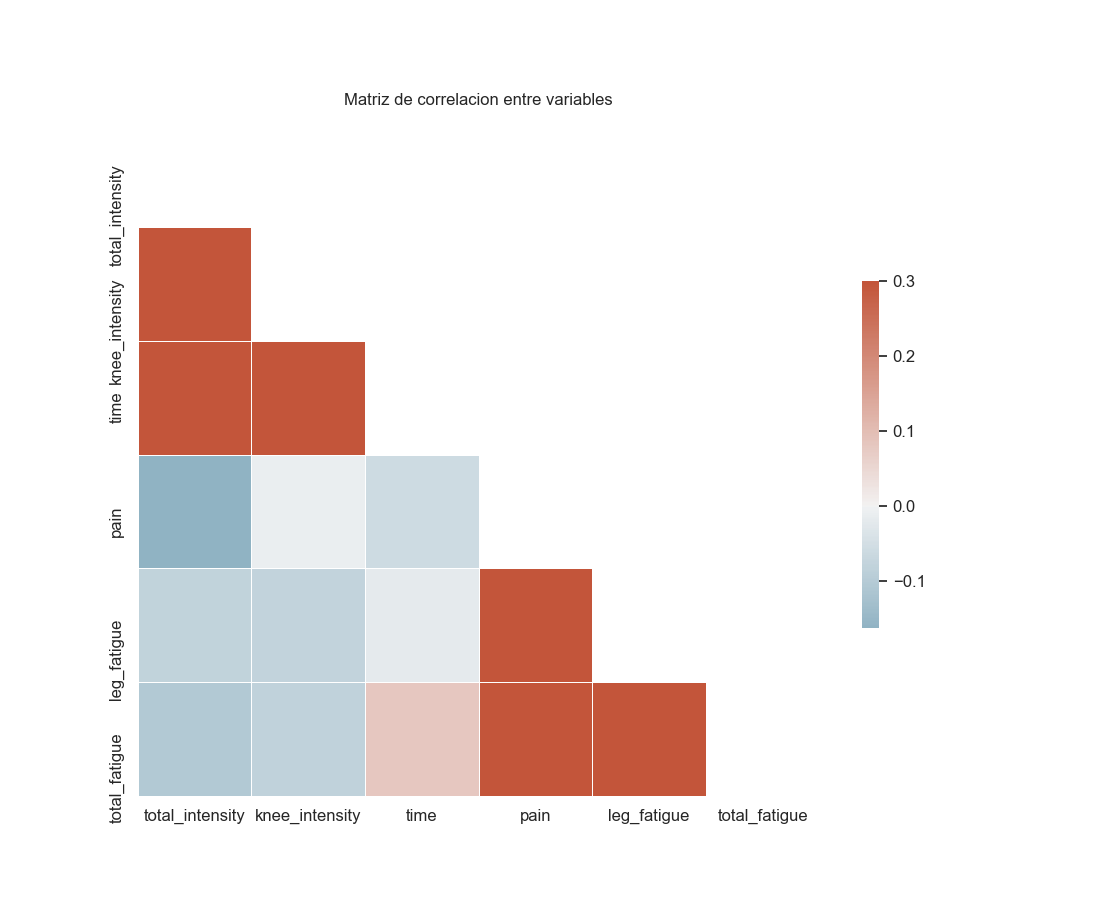 Matriz de correlacion entre variables
total_intensity
knee_intensity
time
pain
leg_fatigue
total_fatigue
total_intensity
knee_intensity
time
pain
leg_fatigue
total_fatigue
0.3
0.2
0.1
0.0
−0.1